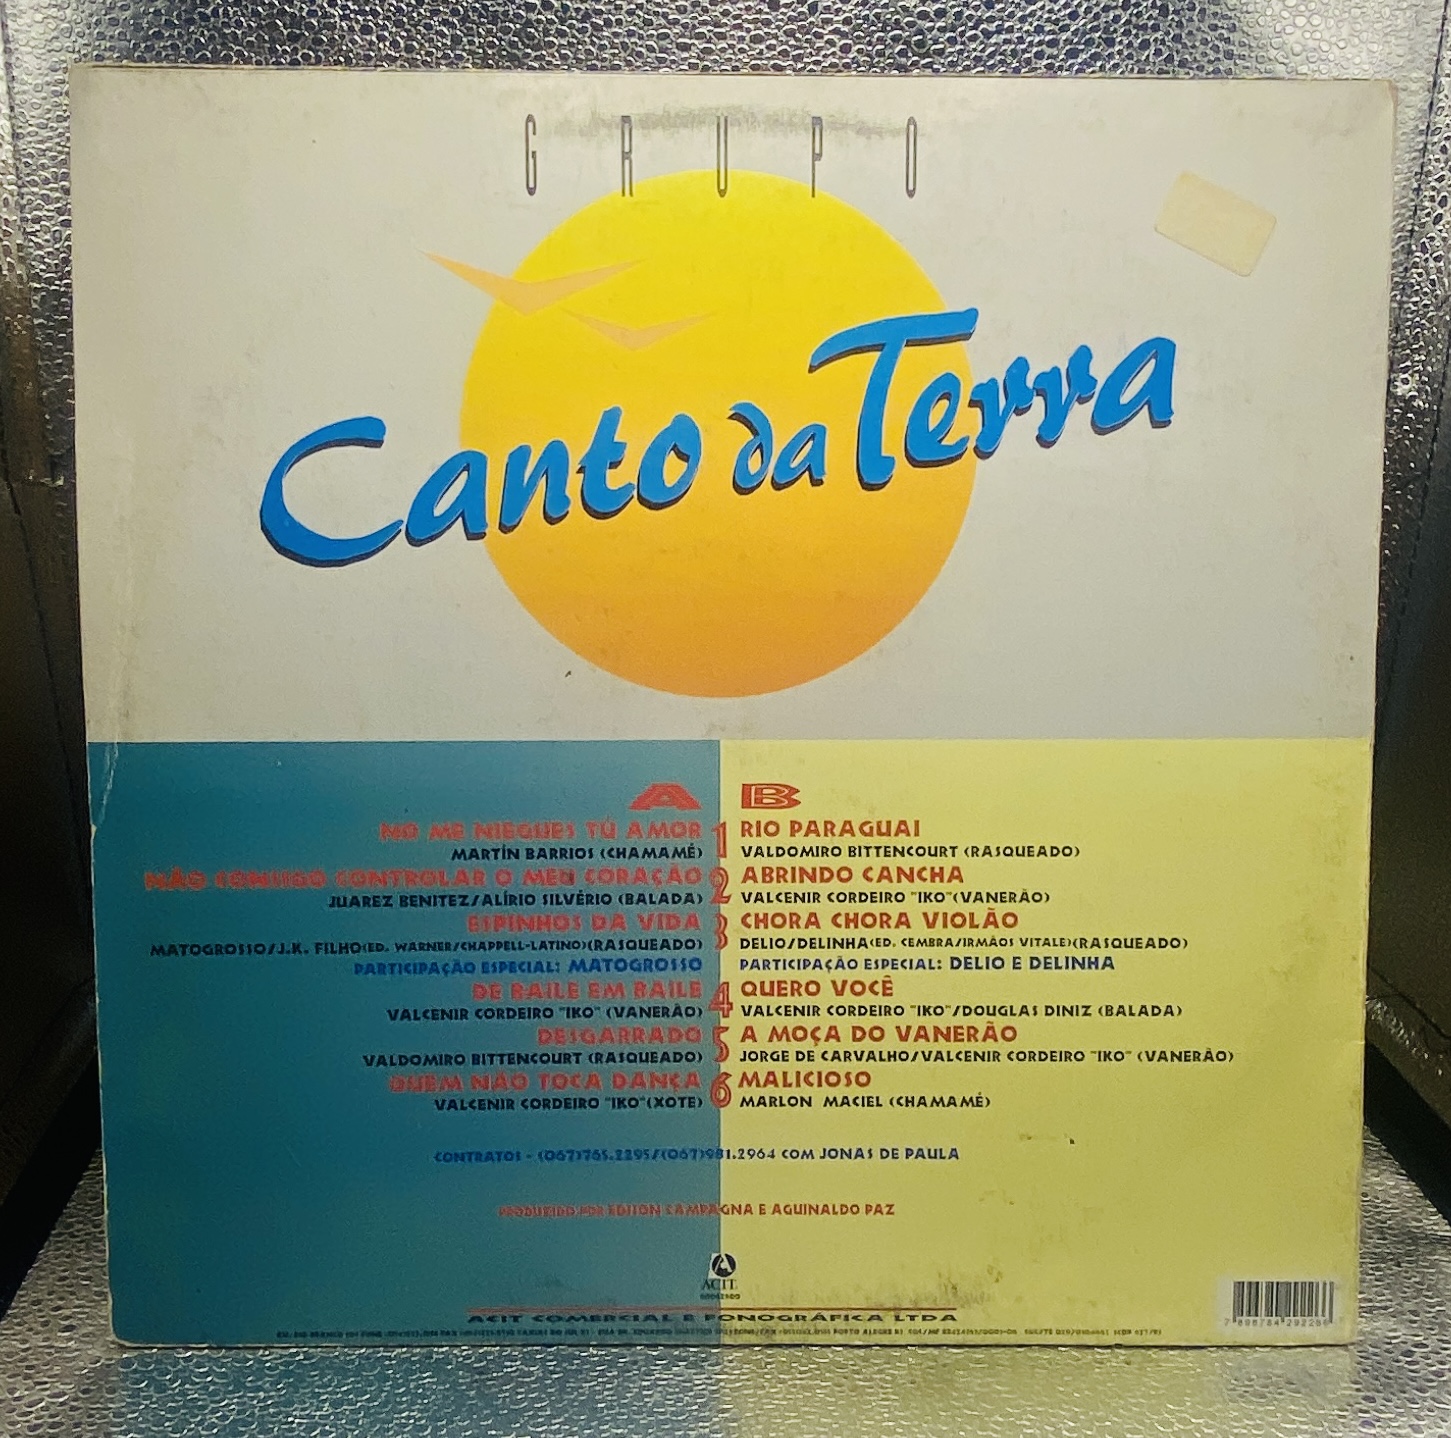 GRUPO
Canto da Terra
A
NO ME NIEGUES TÚ AMOR
MARTÍN BARRIOS (CHAMAMÉ)
NÃO CONSIGO CONTROLAR O MEU CORAÇÃO
JUAREZ BENITEZ/ALÍRIO SILVÉRIO (BALADA)
ESPINHOS DA VIDA
MATOGROSSO/J.K. FILHO(ED. WARNER/CHAPPELL-LATINO)(RASQUEADO)
PARTICIPAÇÃO ESPECIAL: MATOGROSSO
DE BAILE EM BAILE
VALCENIR CORDEIRO "IKO" (VANERÃO)
DESGARRADO
VALDOMIRO BITTENCOURT (RASQUEADO)
QUEM NÃO TOCA DANÇA
VALCENIR CORDEIRO "IKO"(XOTE)
1
2
3
4
5
6
B
RIO PARAGUAI
VALDOMIRO BITTENCOURT (RASQUEADO)
ABRINDO CANCHA
VALCENIR CORDEIRO "IKO"(VANERÃO)
CHORA CHORA VIOLÃO
DELIO/DELINHA(ED. CEMBRA/IRMÃOS VITALE)(RASQUEADO)
PARTICIPAÇÃO ESPECIAL: DELIO E DELINHA
QUERO VOCÊ
VALCENIR CORDEIRO "IKO"/DOUGLAS DINIZ (BALADA)
A MOÇA DO VANERÃO
JORGE DE CARVALHO/VALCENIR CORDEIRO "IKO" (VANERÃO)
MALICIOSO
MARLON MACIEL (CHAMAMÉ)
CONTRATOS - (067)765.2295/(067)981.2964 COM JONAS DE PAULA
PRODUZIDO POR EDISON CAMPAGNA E AGUINALDO PAZ
ACIT
ACIT COMERCIAL E FONOGRÁFICA LTDA